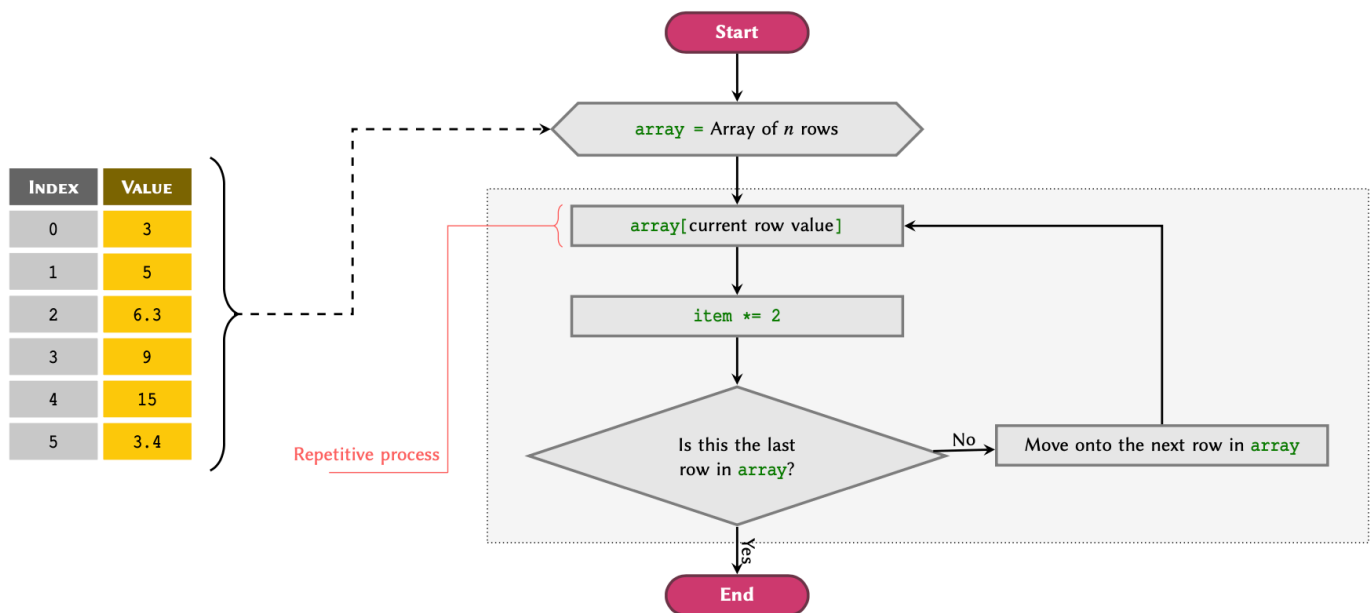 Start
array = Array of n rows
INDEX VALUE
0 3
1 5
2 6.3
3 9
4 15
5 3.4
array[current row value]
item *= 2
Repetitive process
Is this the last
row in array?
No
Move onto the next row in array
Yes
End